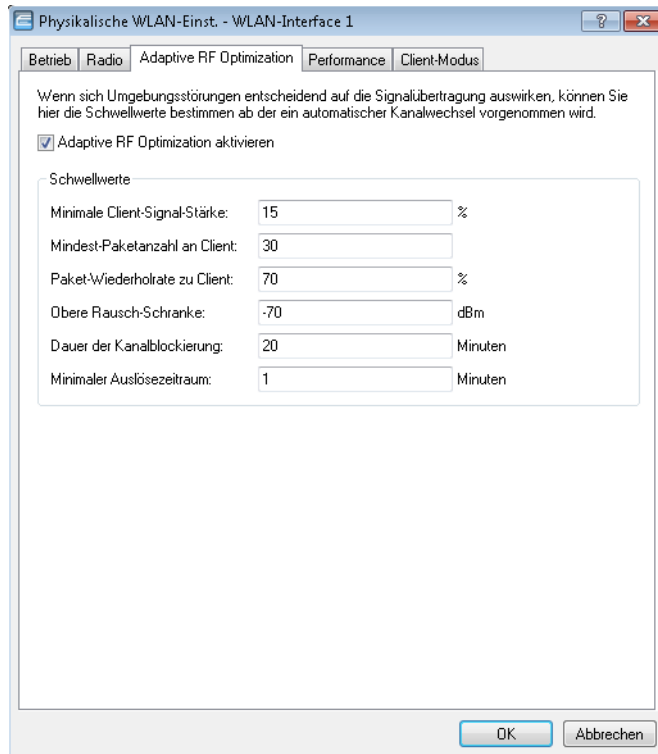 Physikalische WLAN-Einst. - WLAN-Interface 1
Betrieb Radio Adaptive RF Optimization Performance Client-Modus
Wenn sich Umgebungsstörungen entscheidend auf die Signalübertragung auswirken, können Sie
hier die Schwellwerte bestimmen ab der ein automatischer Kanalwechsel vorgenommen wird.
Adaptive RF Optimization aktivieren
Schwellwerte
Minimale Client-Signal-Stärke: 15 %
Mindest-Paketanzahl an Client: 30
Paket-Wiederholrate zu Client: 70 %
Obere Rausch-Schranke: -70 dBm
Dauer der Kanalblockierung: 20 Minuten
Minimaler Auslösezeitraum: 1 Minuten
OK Abbrechen